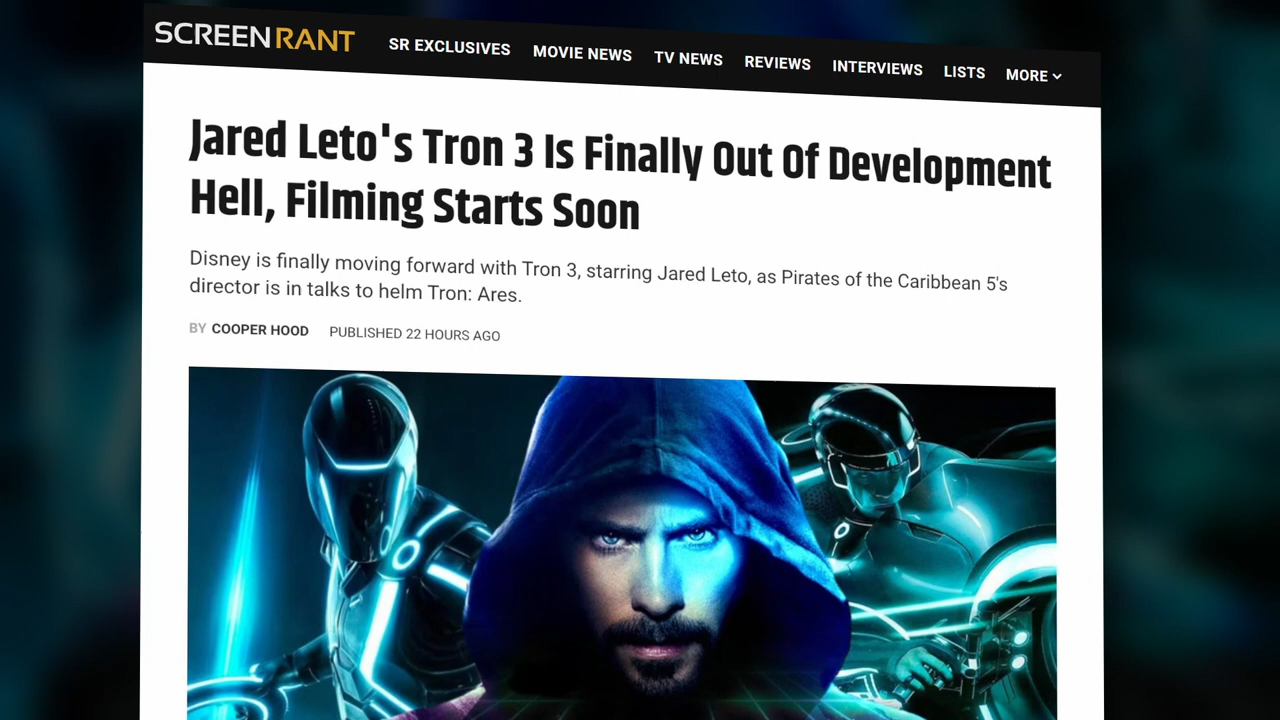 SCREENRANT
SR EXCLUSIVES MOVIE NEWS TV NEWS REVIEWS INTERVIEWS LISTS MORE
Jared Leto's Tron 3 Is Finally Out Of Development
Hell, Filming Starts Soon
Disney is finally moving forward with Tron 3, starring Jared Leto, as Pirates of the Caribbean 5's
director is in talks to helm Tron: Ares.
BY COOPER HOOD PUBLISHED 22 HOURS AGO